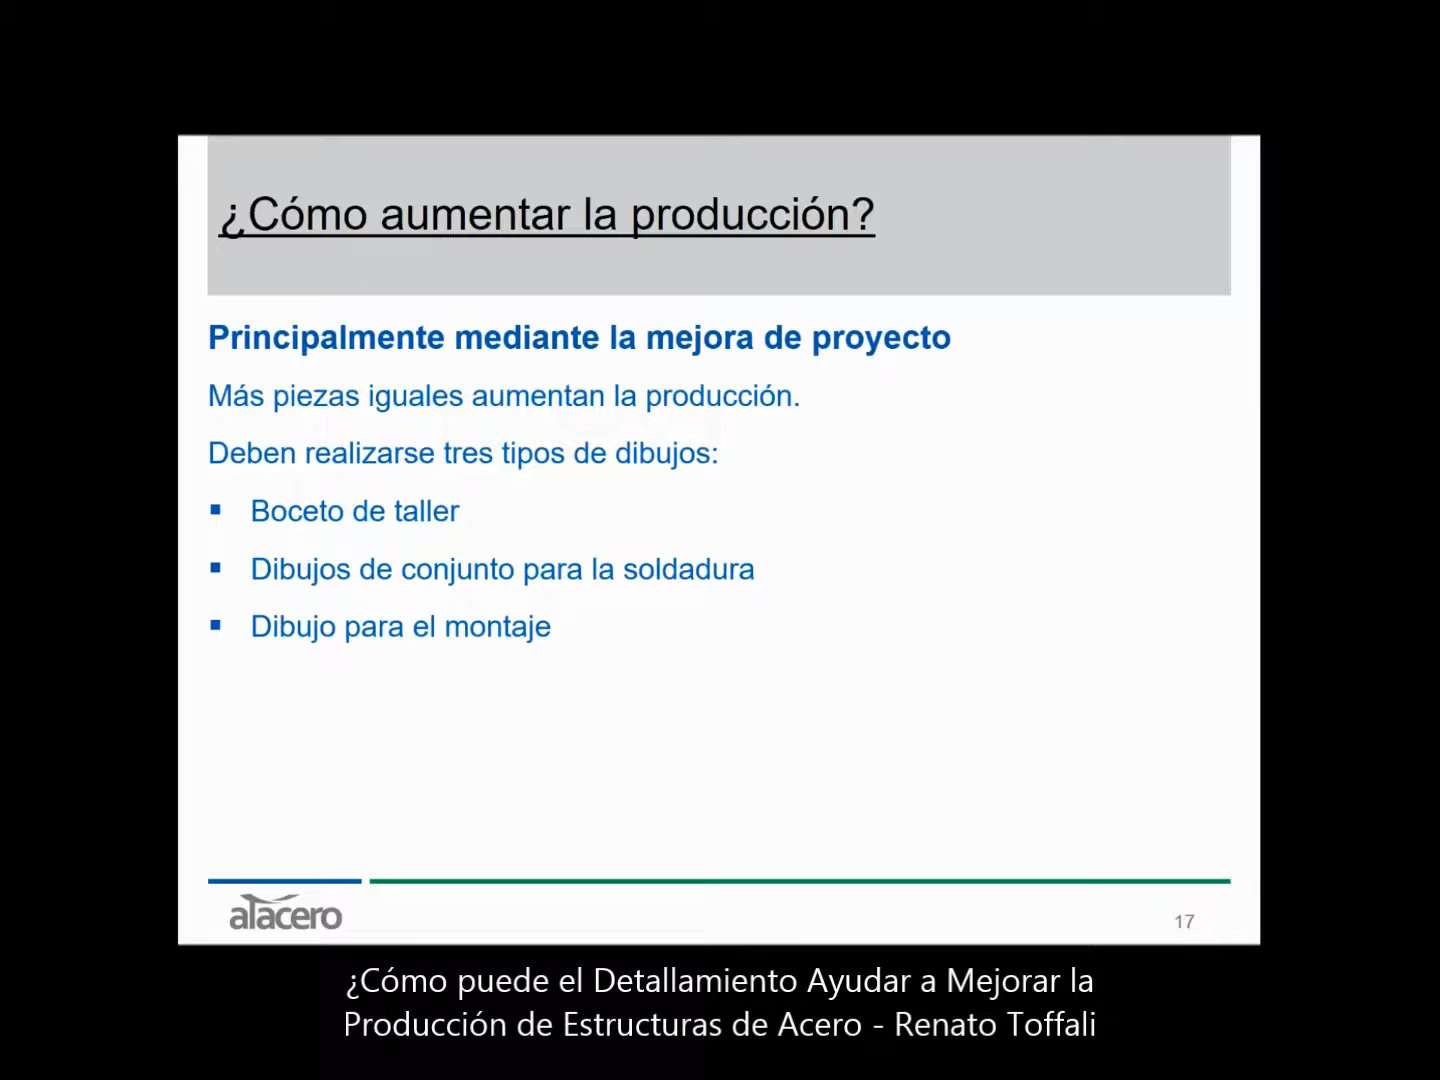 ¿Cómo aumentar la producción?
Principalmente mediante la mejora de proyecto
Más piezas iguales aumentan la producción.
Deben realizarse tres tipos de dibujos:
▪ Boceto de taller
▪ Dibujos de conjunto para la soldadura
▪ Dibujo para el montaje
alacero
17
¿Cómo puede el Detallamiento Ayudar a Mejorar la
Producción de Estructuras de Acero - Renato Toffali